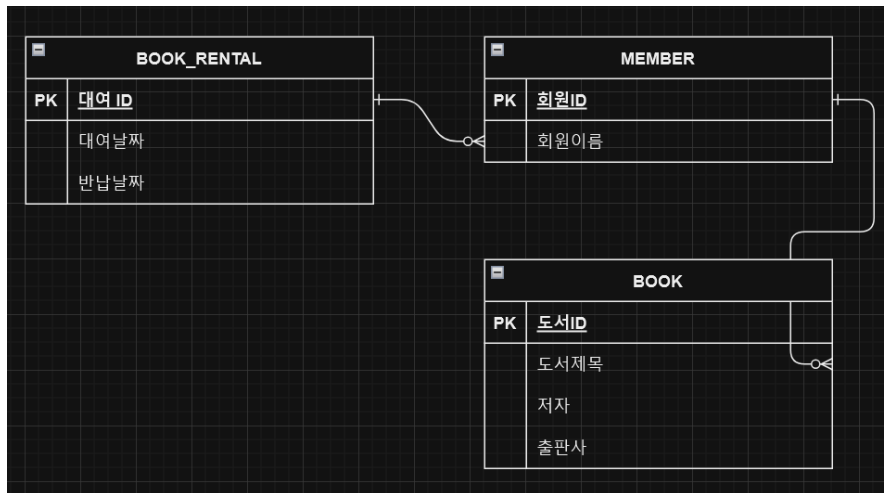 BOOK_RENTAL
PK 대여 ID
대여날짜
반납날짜
MEMBER
PK 회원ID
회원이름
BOOK
PK 도서ID
도서제목
저자
출판사